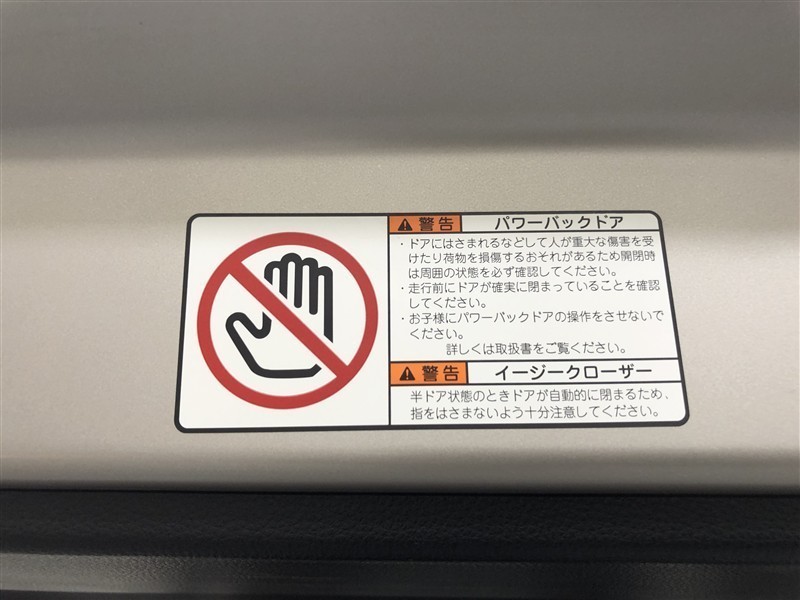 警告 パワーバックドア
・ドアにはさまれるなどして人が重大な傷害を受
けたり荷物を損傷するおそれがあるため開閉時
は周囲の状態を必ず確認してください。
・走行前にドアが確実に閉まっていることを確認
してください。
・お子様にパワーバックドアの操作をさせないで
ください。
詳しくは取扱書をご覧ください。
警告 イージークローザー
半ドア状態のときドアが自動的に閉まるため、
指をはさまないよう十分注意してください。